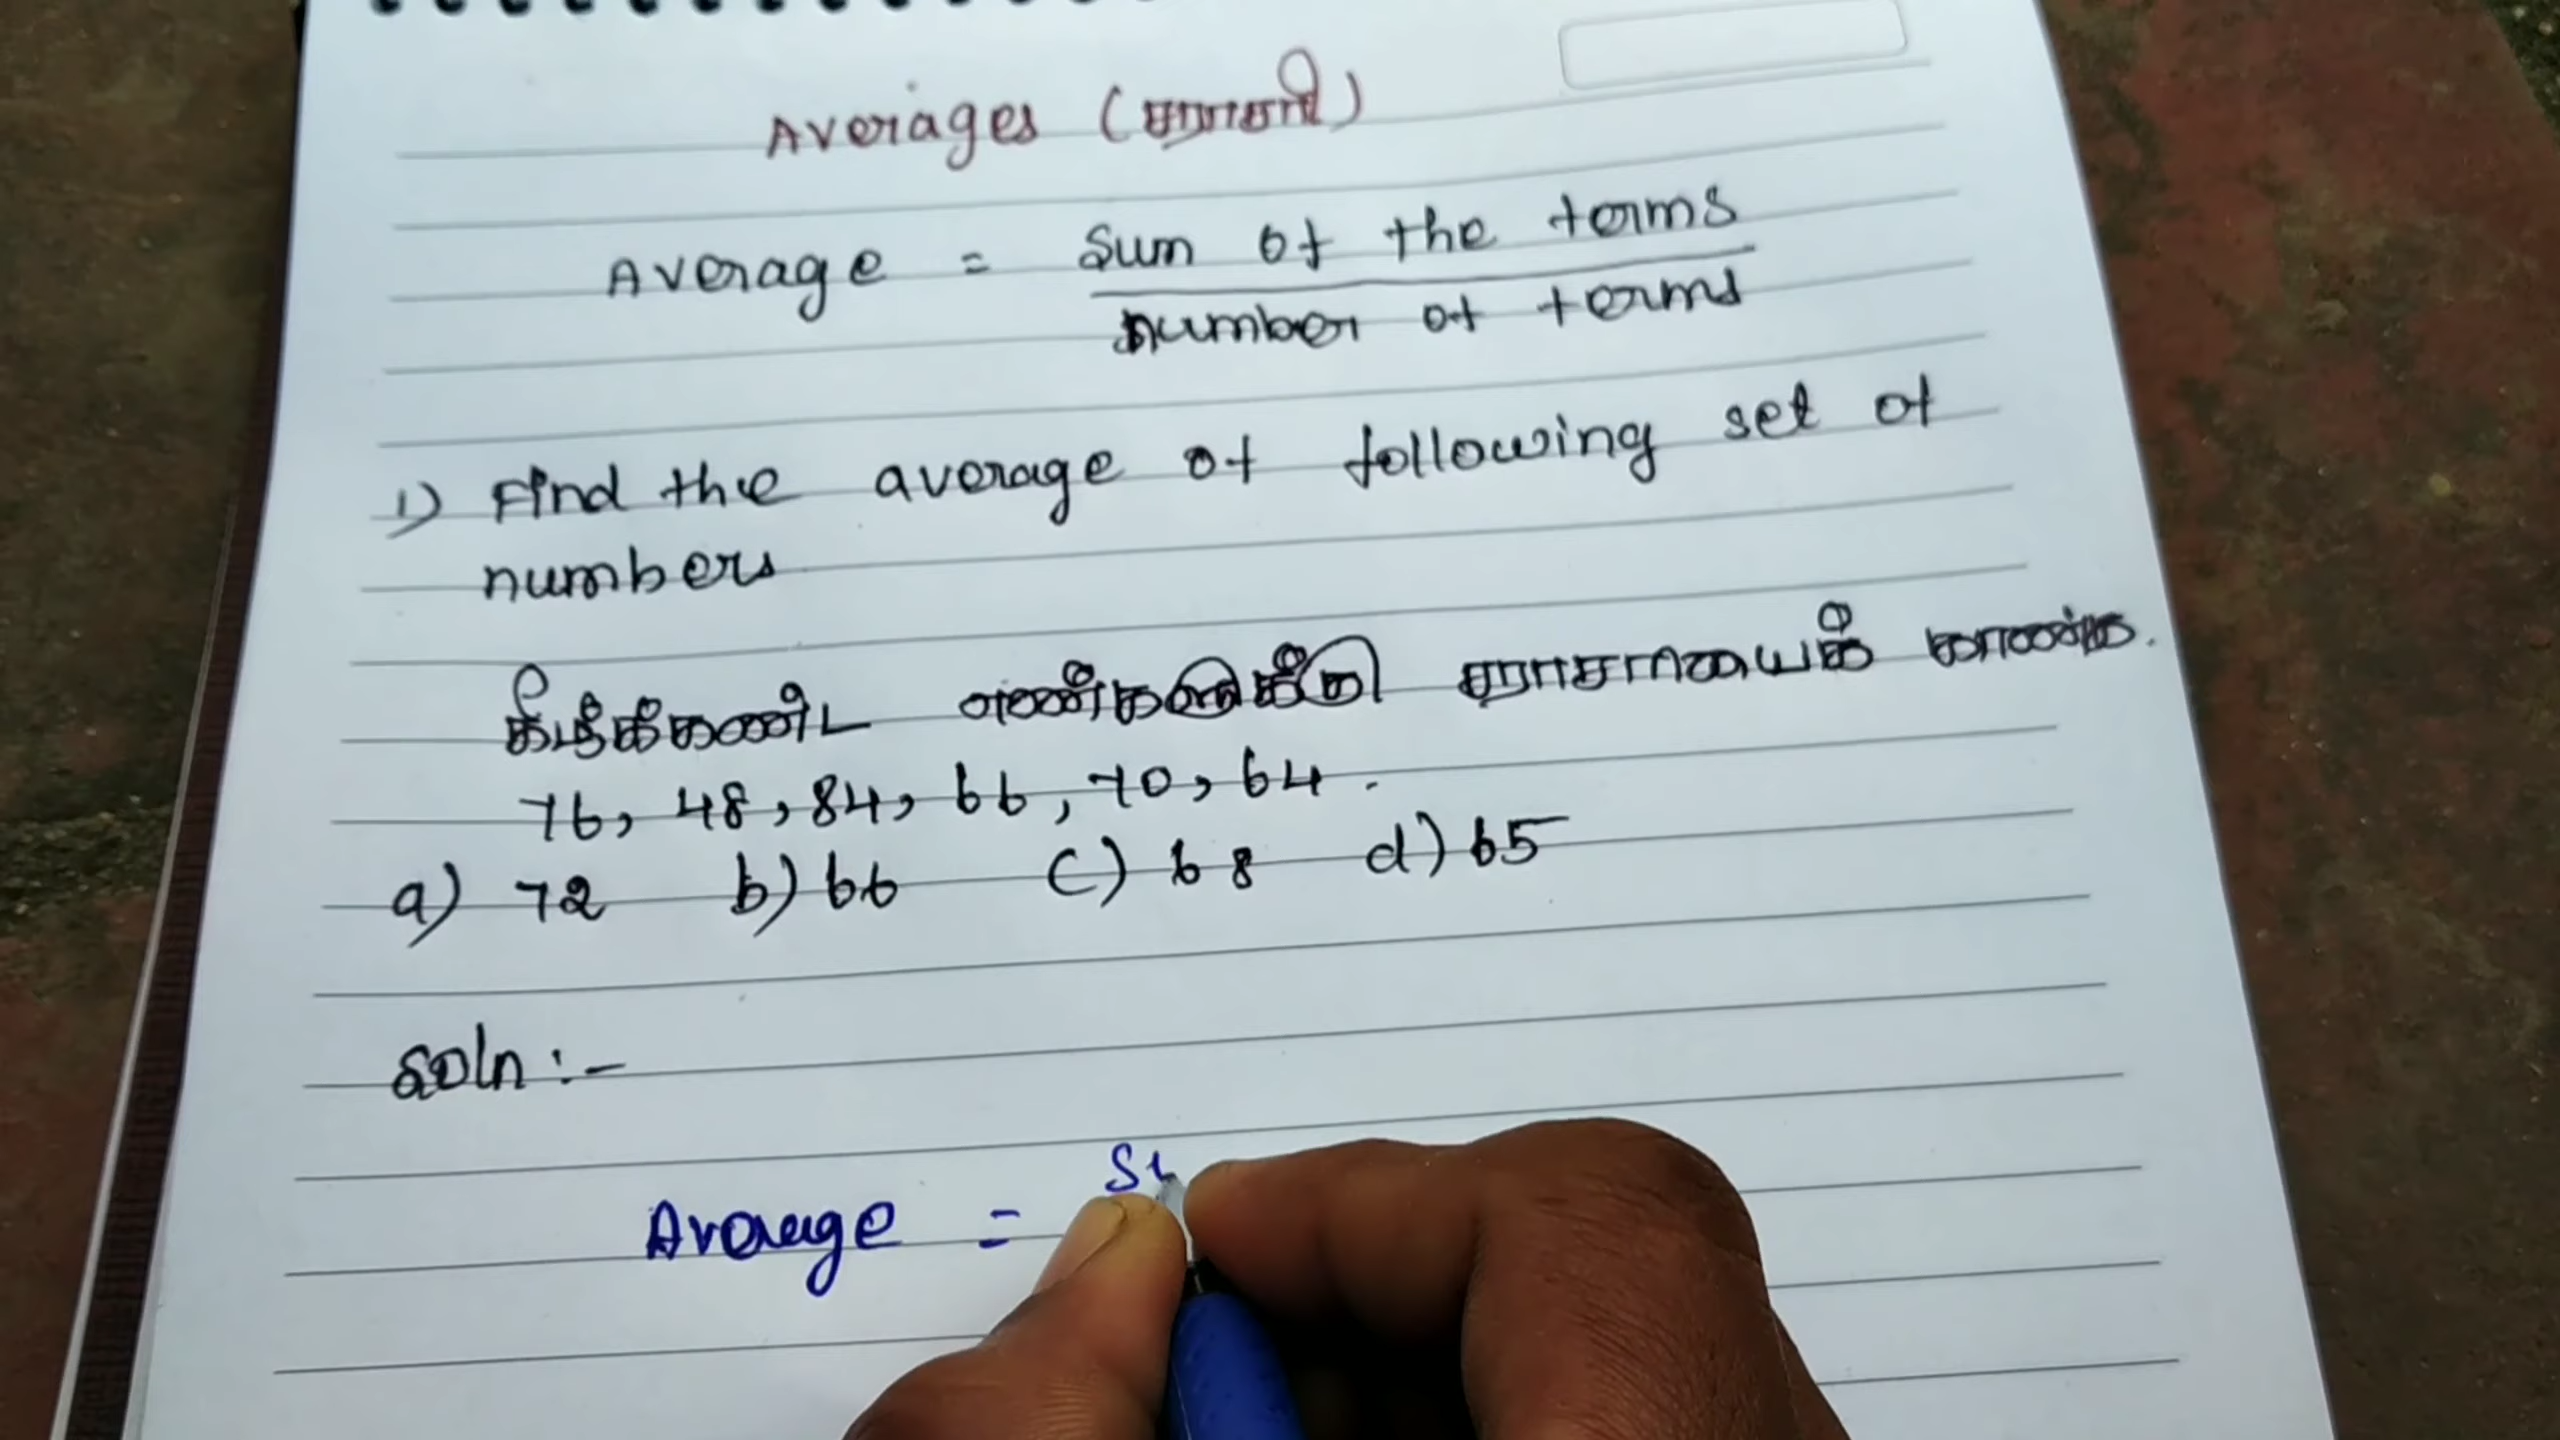 Averages (சராசரி)
Average = Sum of the terms
number of terms
1) Find the average of following set of
numbers
கீழ்க்கண்ட எண்களுக்கு சராசரியைக் காண்க.
76, 48, 84, 66, 70, 64.
a) 72 b) 66 c) 68 d) 65
Soln :-
Average = Su